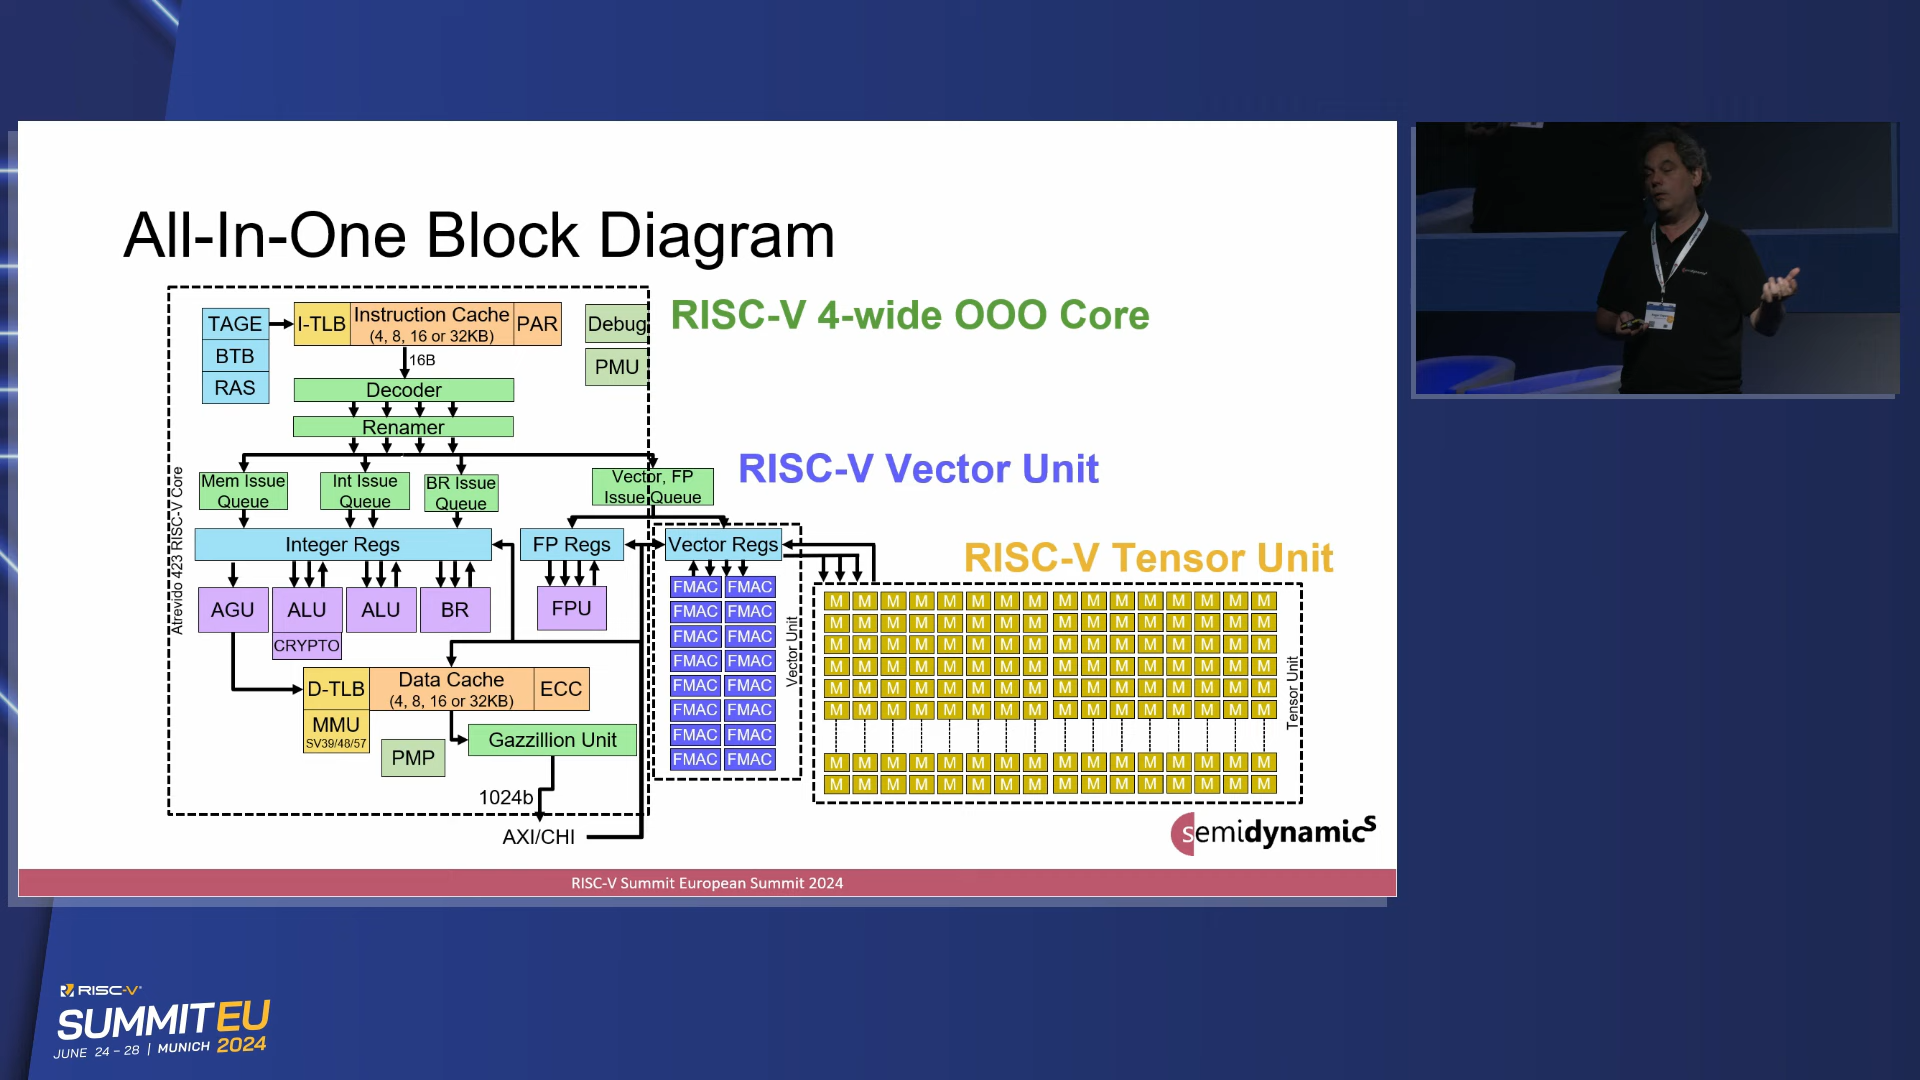 All-In-One Block Diagram
RISC-V 4-wide OOO Core
RISC-V Vector Unit
RISC-V Tensor Unit
Atrevido 423 RISC-V Core
TAGE
BTB
RAS
I-TLB
Instruction Cache
(4, 8, 16 or 32KB)
PAR
Debug
PMU
16B
Decoder
Renamer
Mem Issue
Queue
Int Issue
Queue
BR Issue
Queue
Vector, FP
Issue Queue
Integer Regs
FP Regs
Vector Regs
AGU
ALU
CRYPTO
ALU
BR
FPU
D-TLB
MMU
SV39/48/57
Data Cache
(4, 8, 16 or 32KB)
ECC
PMP
Gazzillion Unit
1024b
AXI/CHI
FMAC FMAC
FMAC FMAC
FMAC FMAC
FMAC FMAC
FMAC FMAC
FMAC FMAC
FMAC FMAC
FMAC FMAC
Vector Unit
M M M M M M M M M M M M M M M M
M M M M M M M M M M M M M M M M
M M M M M M M M M M M M M M M M
M M M M M M M M M M M M M M M M
M M M M M M M M M M M M M M M M
M M M M M M M M M M M M M M M M
M M M M M M M M M M M M M M M M
M M M M M M M M M M M M M M M M
Tensor Unit
semidynamics
RISC-V Summit European Summit 2024
RISC-V
SUMMIT EU
JUNE 24 – 28 | MUNICH 2024